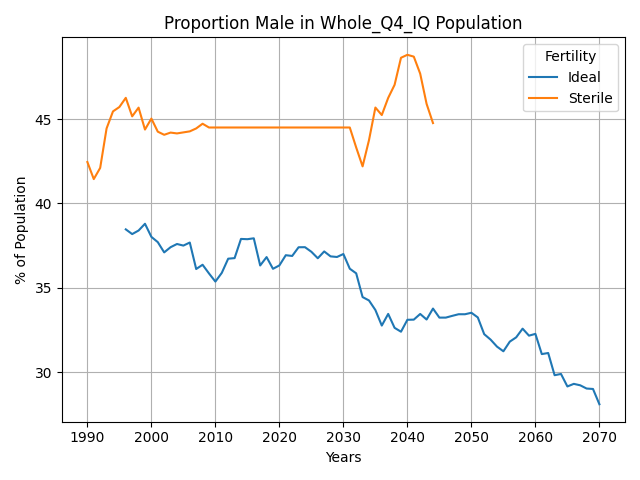 Proportion Male in Whole_Q4_IQ Population
Fertility
Ideal
Sterile
% of Population
45
40
35
30
1990 2000 2010 2020 2030 2040 2050 2060 2070
Years